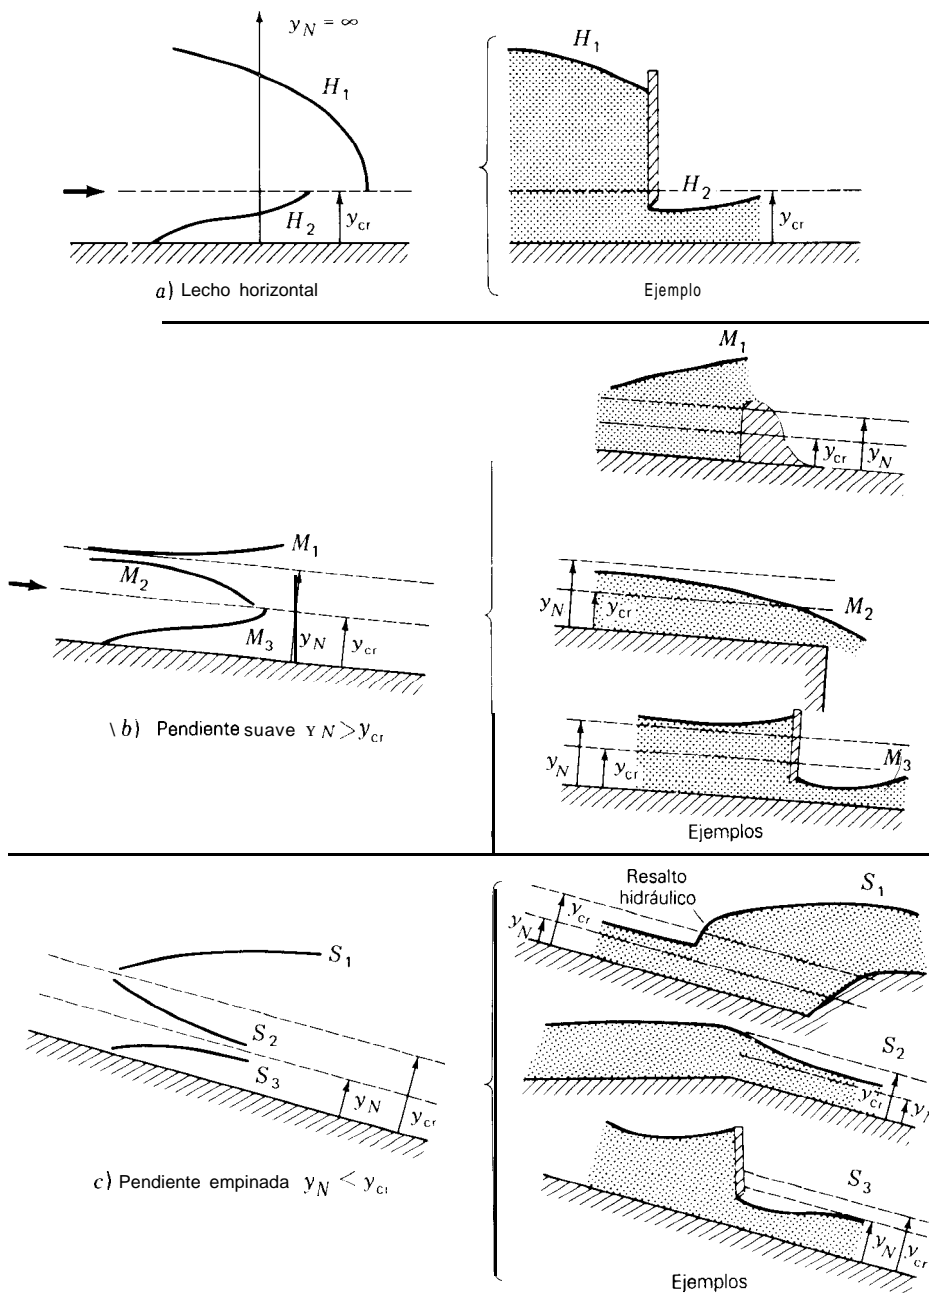 y_N = ∞
H_1
H_1
H_2
H_2
y_cr
y_cr
a) Lecho horizontal
Ejemplo
M_1
y_cr
y_N
M_1
M_2
M_3
y_N
y_cr
y_N
y_cr
M_2
\b) Pendiente suave Y N > y_cr
y_N
y_cr
M_3
Ejemplos
Resalto
hidráulico
S_1
y_N
y_cr
S_1
S_2
S_3
y_N
y_cr
S_2
y_cr
y
c) Pendiente empinada y_N < y_cr
S_3
y_N
y_cr
Ejemplos